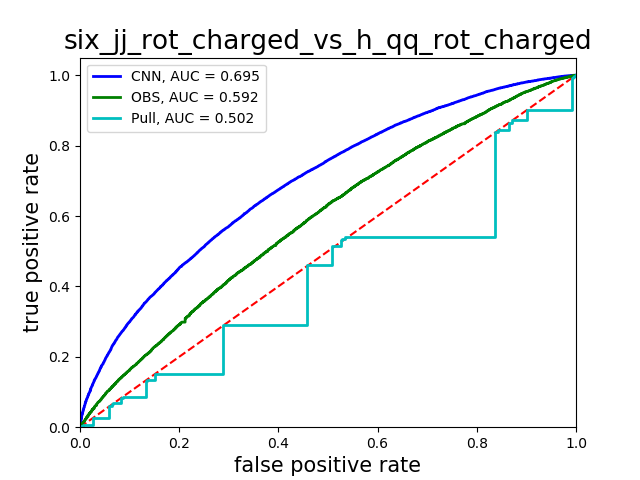 six_jj_rot_charged_vs_h_qq_rot_charged
CNN, AUC = 0.695
OBS, AUC = 0.592
Pull, AUC = 0.502
true positive rate
1.0
0.8
0.6
0.4
0.2
0.0
0.0 0.2 0.4 0.6 0.8 1.0
false positive rate